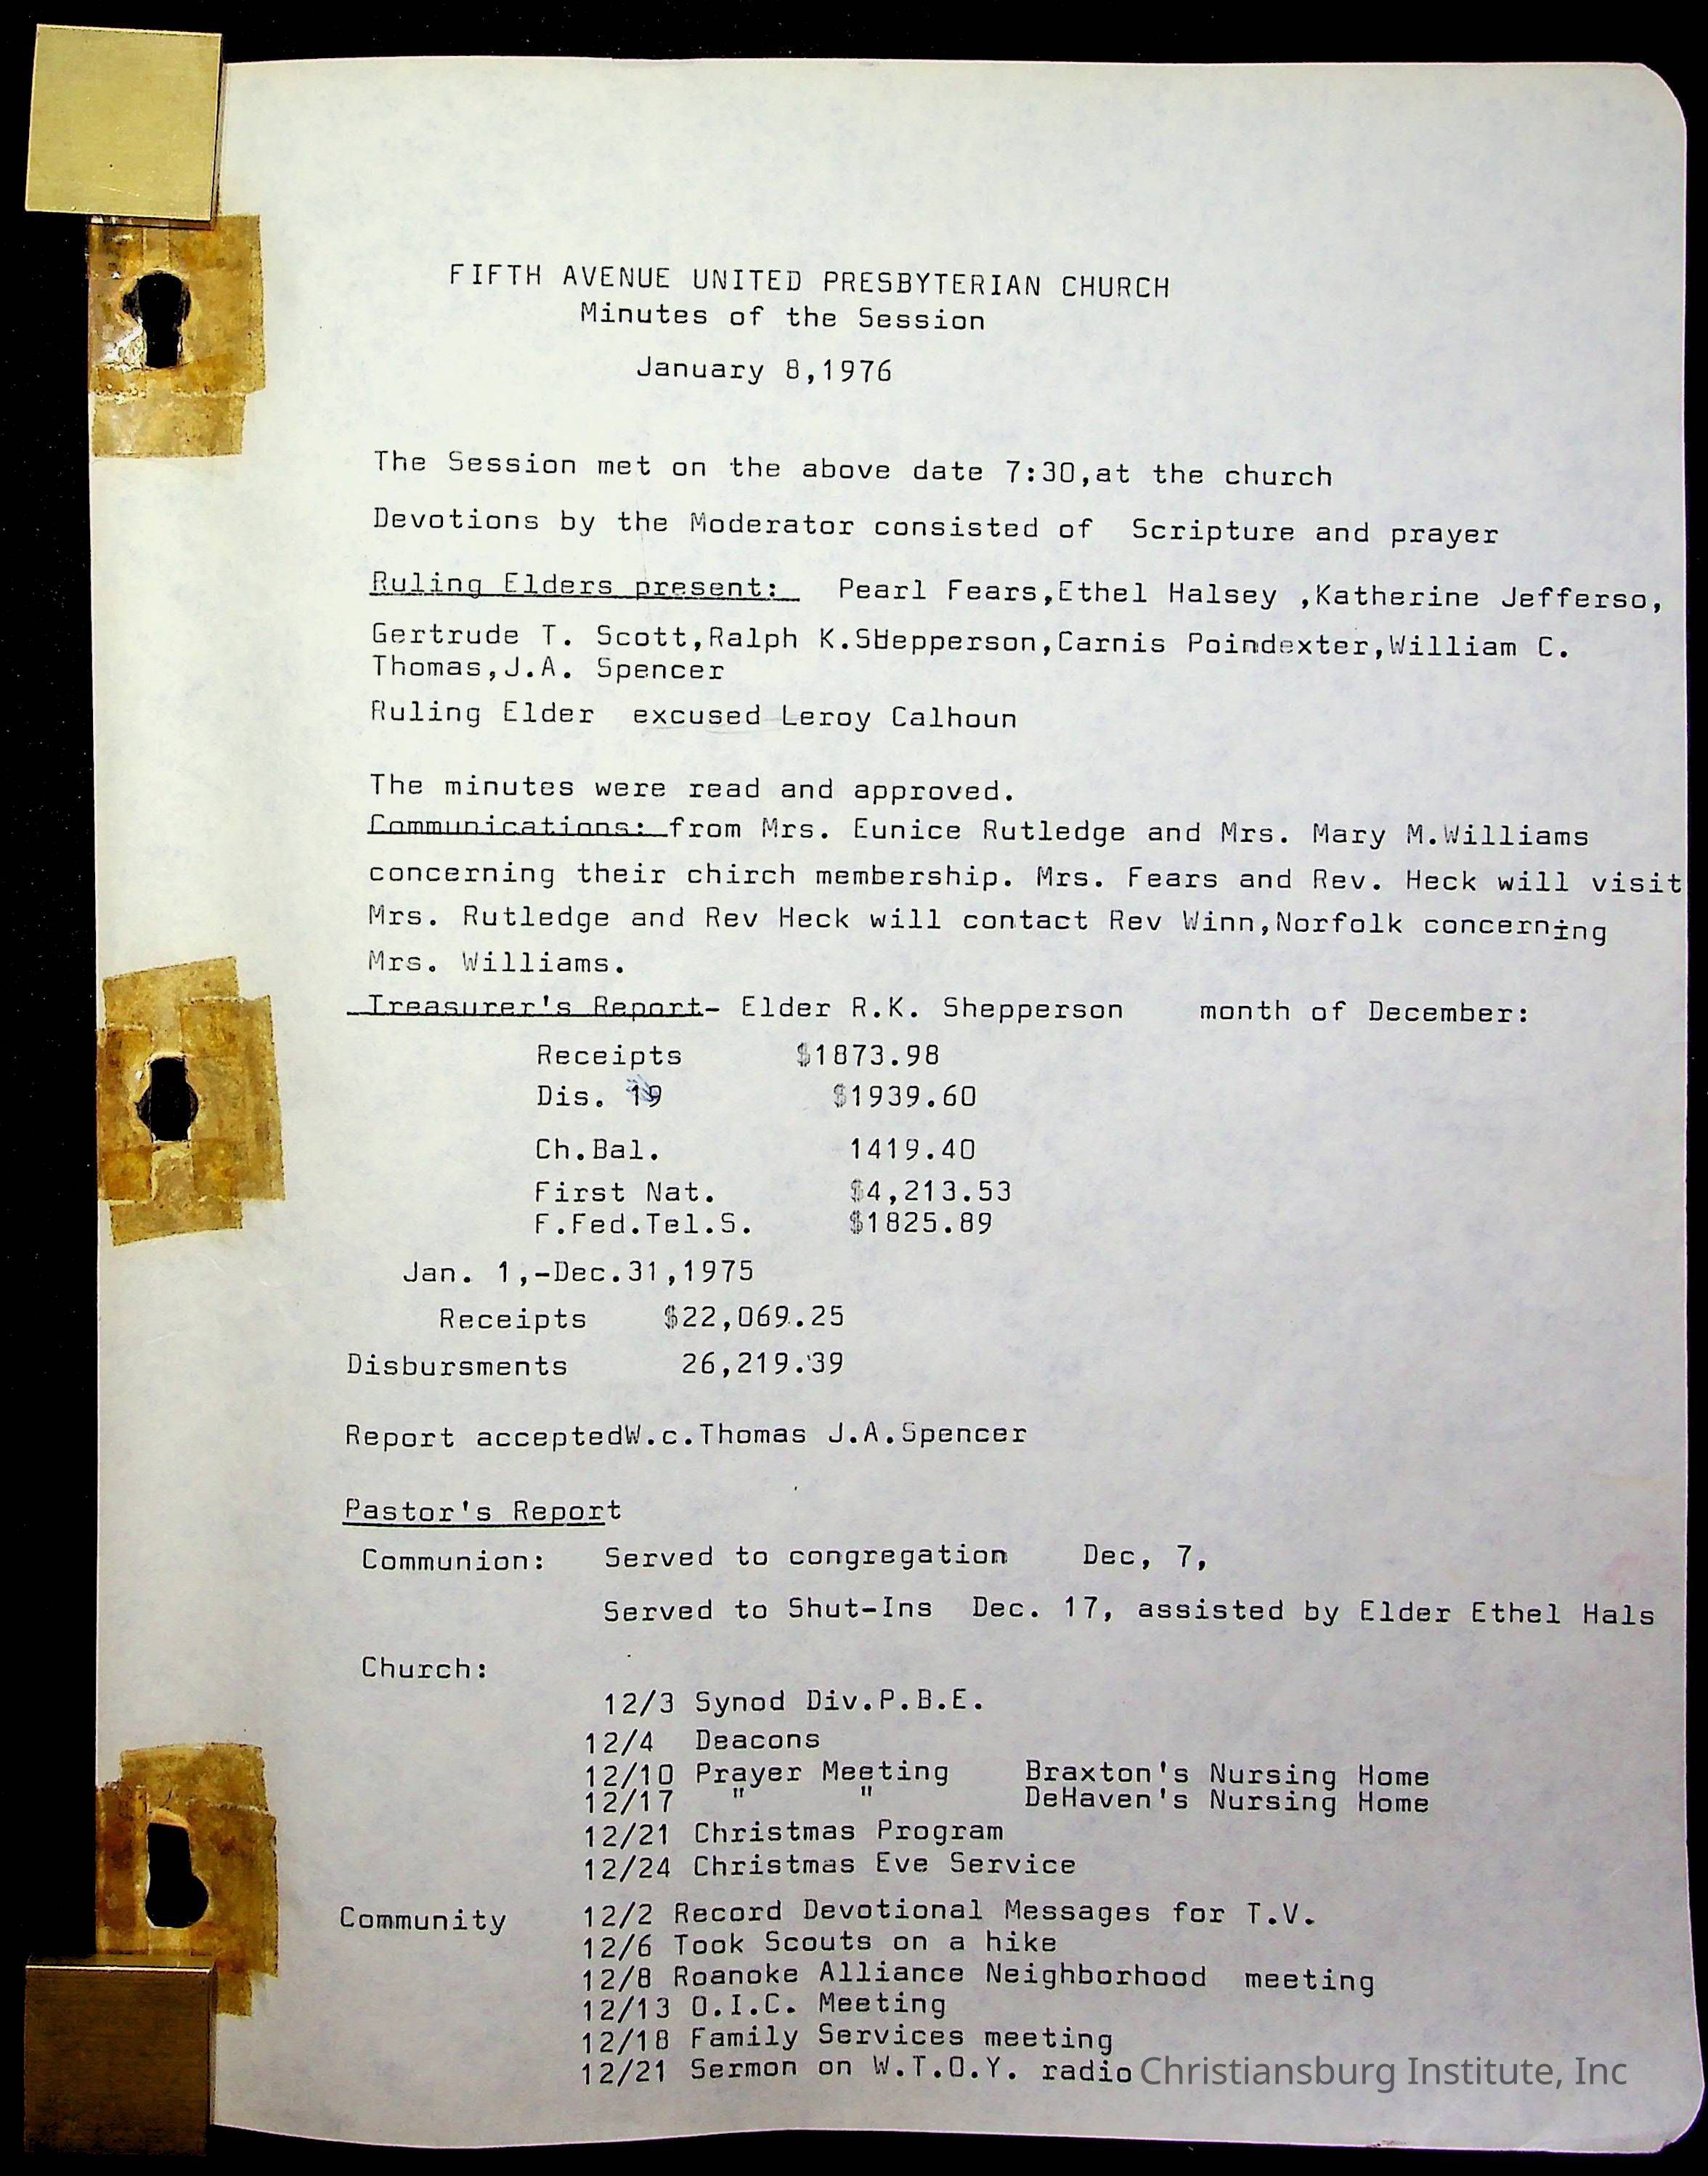 FIFTH AVENUE UNITED PRESBYTERIAN CHURCH
Minutes of the Session
January 8,1976
The Session met on the above date 7:30,at the church
Devotions by the Moderator consisted of Scripture and prayer
Ruling Elders present: Pearl Fears,Ethel Halsey ,Katherine Jefferso,
Gertrude T. Scott,Ralph K.SHepperson,Carnis Poindexter,William C.
Thomas,J.A. Spencer
Ruling Elder excused Leroy Calhoun
The minutes were read and approved.
Communications: from Mrs. Eunice Rutledge and Mrs. Mary M.Williams
concerning their chirch membership. Mrs. Fears and Rev. Heck will visit
Mrs. Rutledge and Rev Heck will contact Rev Winn,Norfolk concerning
Mrs. Williams.
Treasurer's Report- Elder R.K. Shepperson month of December:
Receipts $1873.98
Dis. 19 $1939.60
Ch.Bal. 1419.40
First Nat. $4,213.53
F.Fed.Tel.S. $1825.89
Jan. 1,-Dec.31,1975
Receipts $22,069.25
Disbursments 26,219.39
Report acceptedW.c.Thomas J.A.Spencer
Pastor's Report
Communion: Served to congregation Dec, 7,
Served to Shut-Ins Dec. 17, assisted by Elder Ethel Hals
Church:
12/3 Synod Div.P.B.E.
12/4 Deacons
12/10 Prayer Meeting Braxton's Nursing Home
12/17 " " DeHaven's Nursing Home
12/21 Christmas Program
12/24 Christmas Eve Service
Community 12/2 Record Devotional Messages for T.V.
12/6 Took Scouts on a hike
12/8 Roanoke Alliance Neighborhood meeting
12/13 O.I.C. Meeting
12/18 Family Services meeting
12/21 Sermon on W.T.O.Y. radio
Christiansburg Institute, Inc